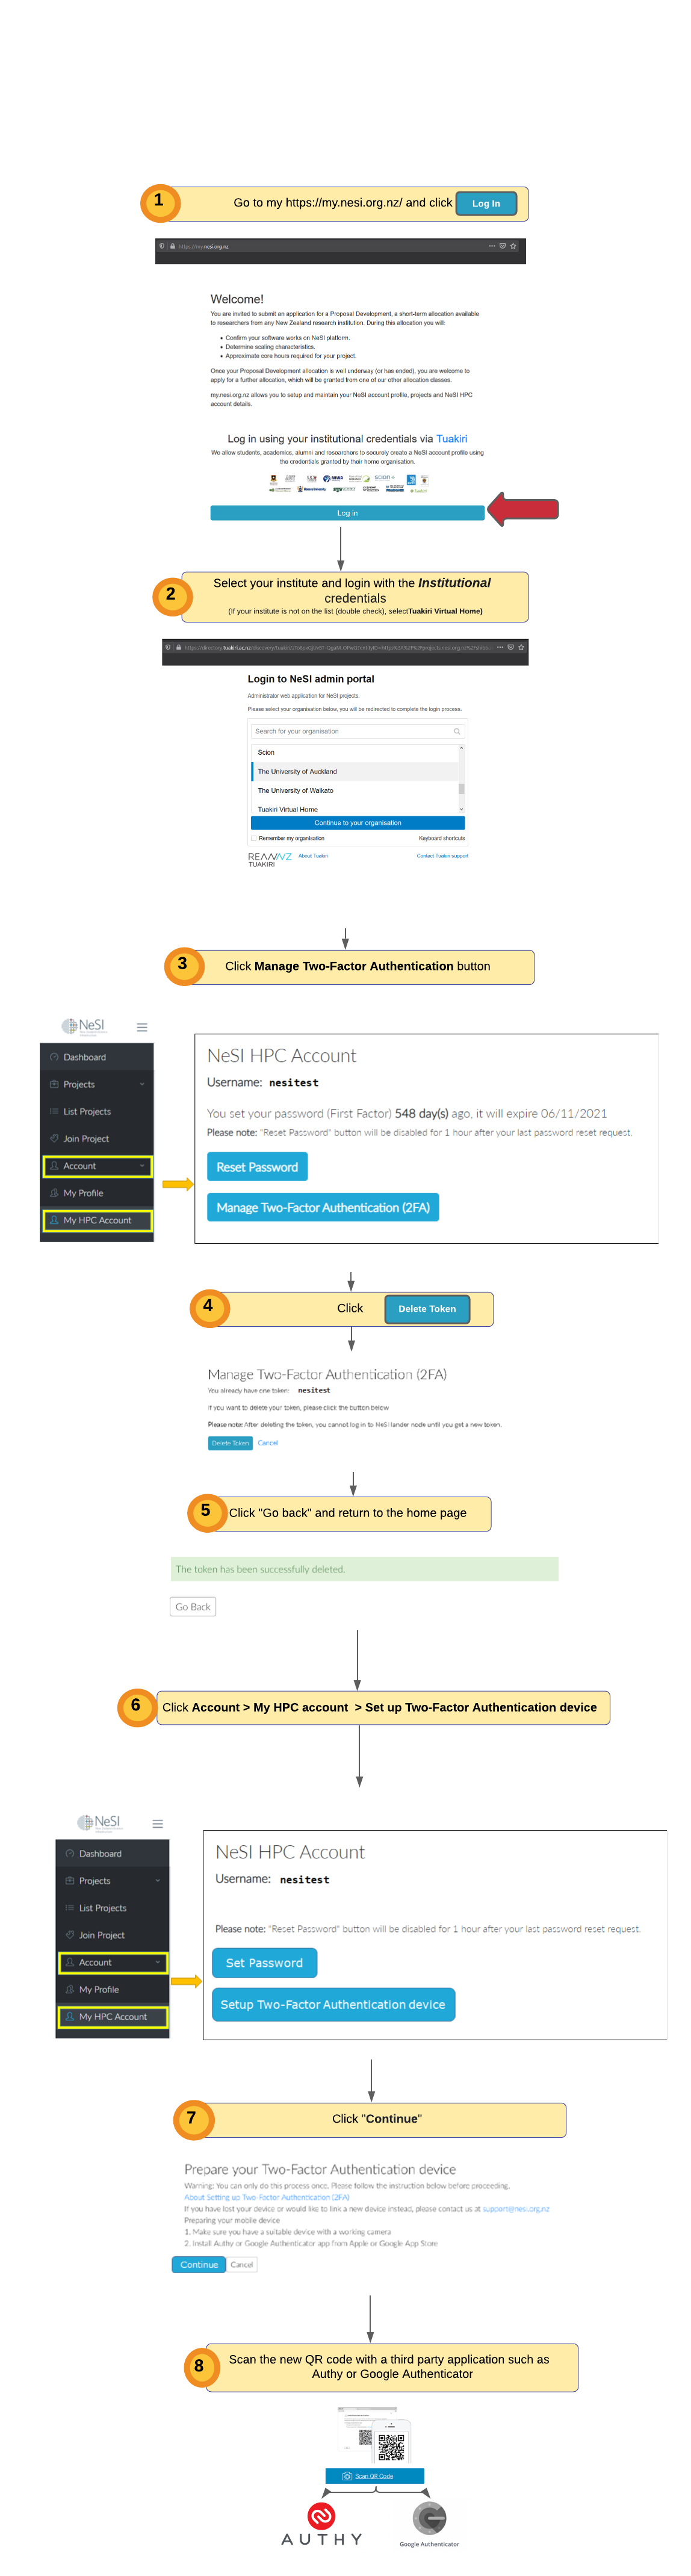 1
Go to my https://my.nesi.org.nz/ and click Log In
https://my.nesi.org.nz
Welcome!
You are invited to submit an application for a Proposal Development, a short-term allocation available
to researchers from any New Zealand research institution. During this allocation you will:
• Confirm your software works on NeSI platform.
• Determine scaling characteristics.
• Approximate core hours required for your project.
Once your Proposal Development allocation is well underway (or has ended), you are welcome to
apply for a further allocation, which will be granted from one of our other allocation classes.
my.nesi.org.nz allows you to setup and maintain your NeSI account profile, projects and NeSI HPC
account details.
Log in using your institutional credentials via Tuakiri
We allow students, academics, alumni and researchers to securely create a NeSI account profile using
the credentials granted by their home organisation.
Log in
2
Select your institute and login with the Institutional
credentials
(If your institute is not on the list (double check), selectTuakiri Virtual Home)
Login to NeSI admin portal
Administrator web application for NeSI projects.
Please select your organisation below, you will be redirected to complete the login process.
Search for your organisation
Scion
The University of Auckland
The University of Waikato
Tuakiri Virtual Home
Continue to your organisation
Remember my organisation Keyboard shortcuts
REANNZ
TUAKIRI
About Tuakiri Contact Tuakiri support
3
Click Manage Two-Factor Authentication button
NeSI
Dashboard
Projects
List Projects
Join Project
Account
My Profile
My HPC Account
NeSI HPC Account
Username: nesitest
You set your password (First Factor) 548 day(s) ago, it will expire 06/11/2021
Please note: "Reset Password" button will be disabled for 1 hour after your last password reset request.
Reset Password
Manage Two-Factor Authentication (2FA)
4
Click Delete Token
Manage Two-Factor Authentication (2FA)
You already have one token: nesitest
If you want to delete your token, please click the button below
Please note: After deleting the token, you cannot log in to NeSI lander node until you get a new token.
Delete Token Cancel
5
Click "Go back" and return to the home page
The token has been successfully deleted.
Go Back
6
Click Account > My HPC account > Set up Two-Factor Authentication device
NeSI
Dashboard
Projects
List Projects
Join Project
Account
My Profile
My HPC Account
NeSI HPC Account
Username: nesitest
Please note: "Reset Password" button will be disabled for 1 hour after your last password reset request.
Set Password
Setup Two-Factor Authentication device
7
Click "Continue"
Prepare your Two-Factor Authentication device
Warning: You can only do this process once. Please follow the instruction below before proceeding.
About Setting up Two-Factor Authentication (2FA)
If you have lost your device or would like to link a new device instead, please contact us at support@nesi.org.nz
Preparing your mobile device
1. Make sure you have a suitable device with a working camera
2. Install Authy or Google Authenticator app from Apple or Google App Store
Continue Cancel
8
Scan the new QR code with a third party application such as
Authy or Google Authenticator
Scan QR Code
AUTHY
Google Authenticator